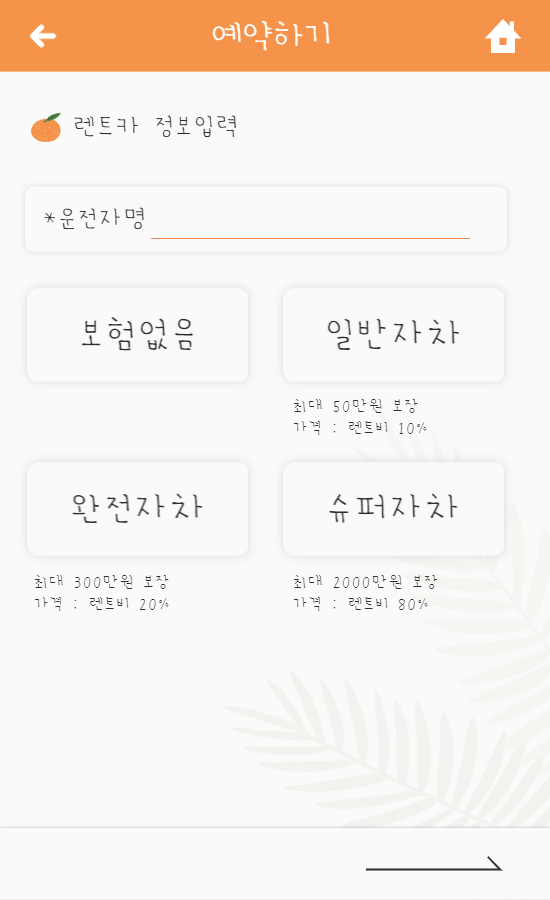 예약하기
렌트카 정보입력
*운전자명
보험없음
일반자차
최대 50만원 보장
가격 : 렌트비 10%
완전자차
슈퍼자차
최대 300만원 보장
가격 : 렌트비 20%
최대 2000만원 보장
가격 : 렌트비 80%